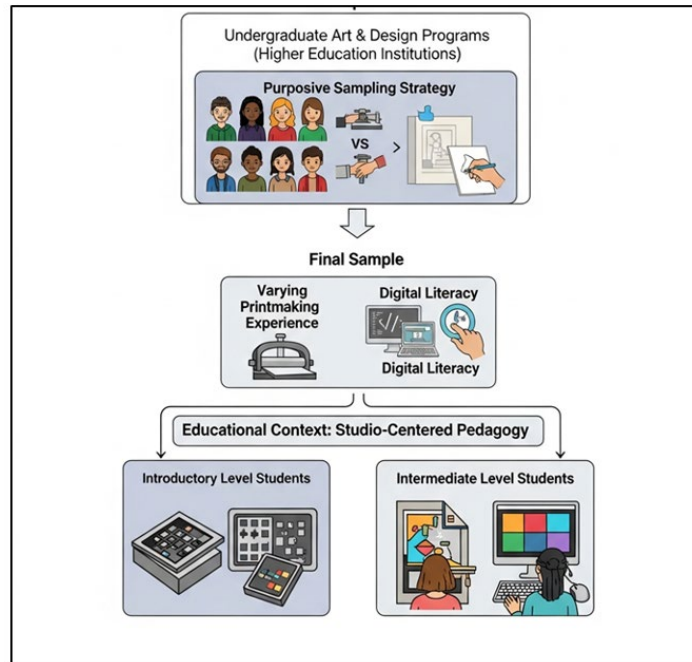 Undergraduate Art & Design Programs
(Higher Education Institutions)
Purposive Sampling Strategy
VS
>
Final Sample
Varying
Printmaking
Experience
Digital Literacy
</>
Digital Literacy
Educational Context: Studio-Centered Pedagogy
Introductory Level Students
Intermediate Level Students